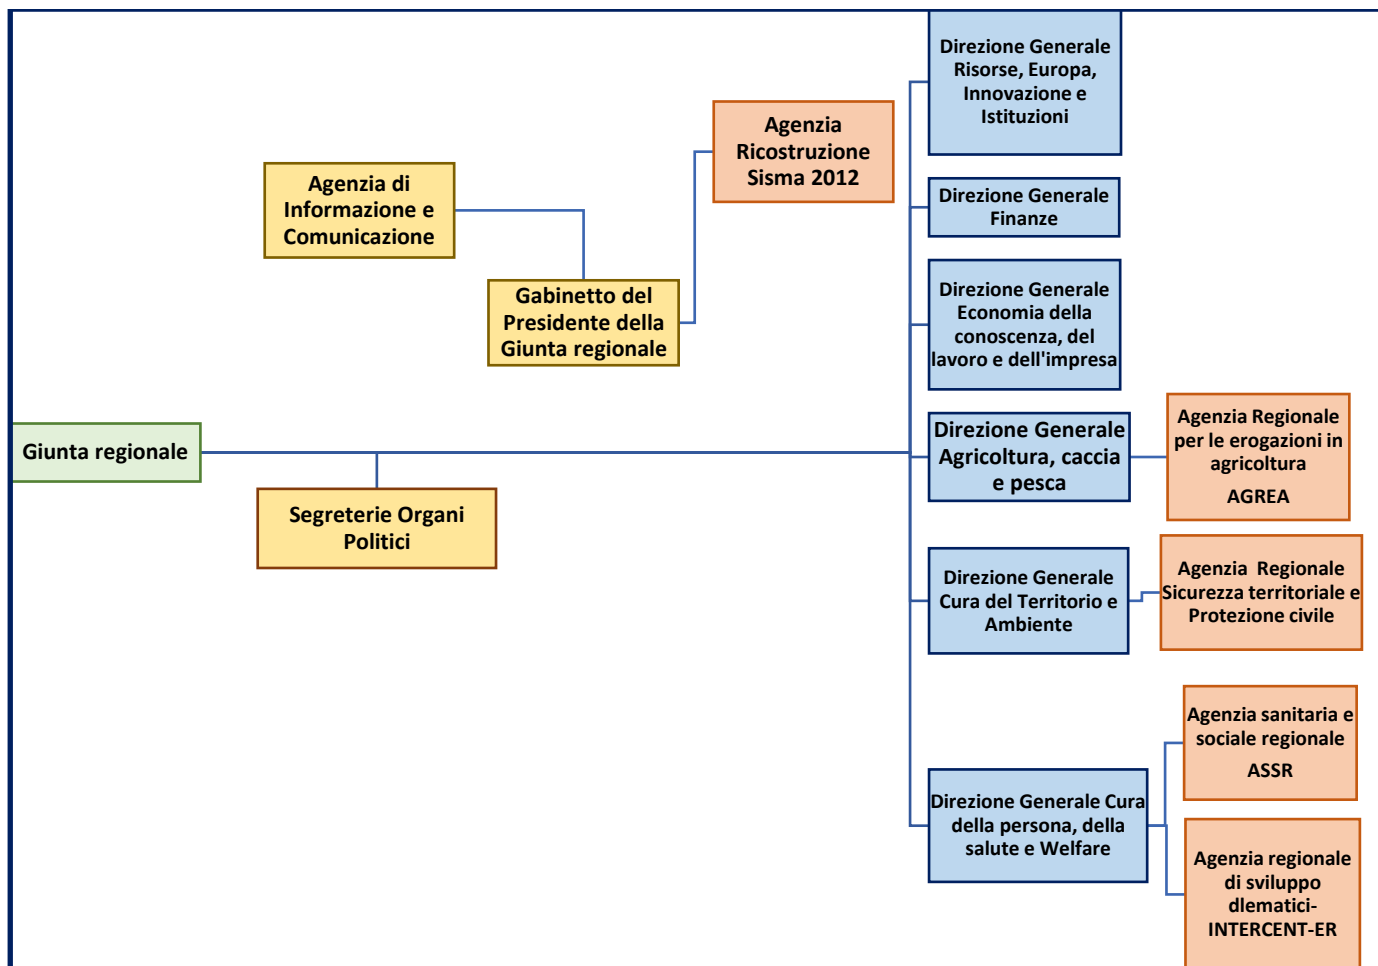 Direzione Generale
Risorse, Europa,
Innovazione e
Istituzioni
Agenzia
Ricostruzione
Sisma 2012
Agenzia di
Informazione e
Comunicazione
Direzione Generale
Finanze
Gabinetto del
Presidente della
Giunta regionale
Direzione Generale
Economia della
conoscenza, del
lavoro e dell'impresa
Giunta regionale
Direzione Generale
Agricoltura, caccia
e pesca
Agenzia Regionale
per le erogazioni in
agricoltura
AGREA
Segreterie Organi
Politici
Direzione Generale
Cura del Territorio e
Ambiente
Agenzia Regionale
Sicurezza territoriale e
Protezione civile
Agenzia sanitaria e
sociale regionale
ASSR
Direzione Generale Cura
della persona, della
salute e Welfare
Agenzia regionale
di sviluppo
dlematici-
INTERCENT-ER